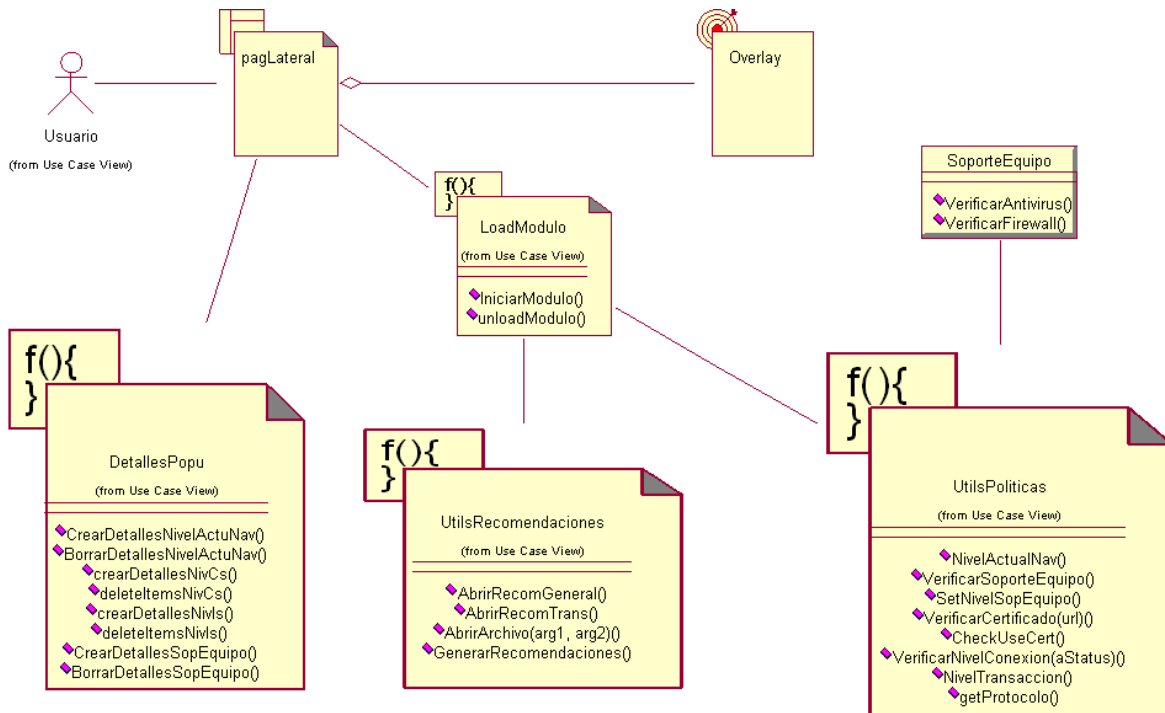 pagLateral
Overlay
Usuario
(from Use Case View)
SoporteEquipo
VerificarAntivirus()
VerificarFirewall()
f(){
}
LoadModulo
(from Use Case View)
IniciarModulo()
unloadModulo()
f(){
}
DetallesPopu
(from Use Case View)
CrearDetallesNivelActuNav()
BorrarDetallesNivelActuNav()
crearDetallesNivCs()
deleteItemsNivCs()
crearDetallesNivIs()
deleteItemsNivIs()
CrearDetallesSopEquipo()
BorrarDetallesSopEquipo()
f(){
}
UtilsRecomendaciones
(from Use Case View)
AbrirRecomGeneral()
AbrirRecomTrans()
AbrirArchivo(arg1, arg2)()
GenerarRecomendaciones()
f(){
}
UtilsPoliticas
(from Use Case View)
NivelActualNav()
VerificarSoporteEquipo()
SetNivelSopEquipo()
VerificarCertificado(url)()
CheckUseCert()
VerificarNivelConexion(aStatus)()
NivelTransaccion()
getProtocolo()